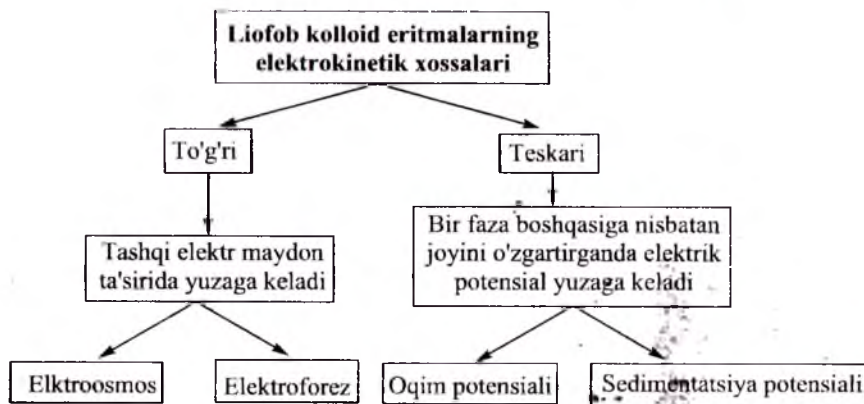 Liofob kolloid eritmalarning
elektrokinetik xossalari
To'g'ri
Teskari
Tashqi elektr maydon
ta'sirida yuzaga keladi
Bir faza boshqasiga nisbatan
joyini o'zgartirganda elektrik
potensial yuzaga keladi
Elktroosmos
Elektroforez
Oqim potensiali
Sedimentatsiya potensiali